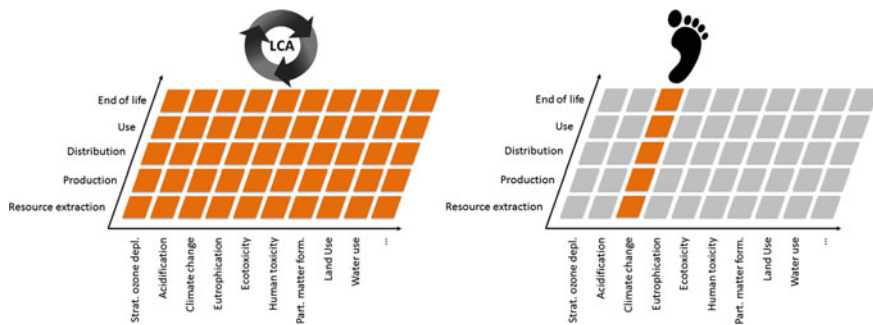 LCA
End of life
Use
Distribution
Production
Resource extraction
Strat. ozone depl.
Acidification
Climate change
Eutrophication
Ecotoxicity
Human toxicity
Part. matter form.
Land Use
Water use
...
End of life
Use
Distribution
Production
Resource extraction
Strat. ozone depl.
Acidification
Climate change
Eutrophication
Ecotoxicity
Human toxicity
Part. matter form.
Land Use
Water use
...